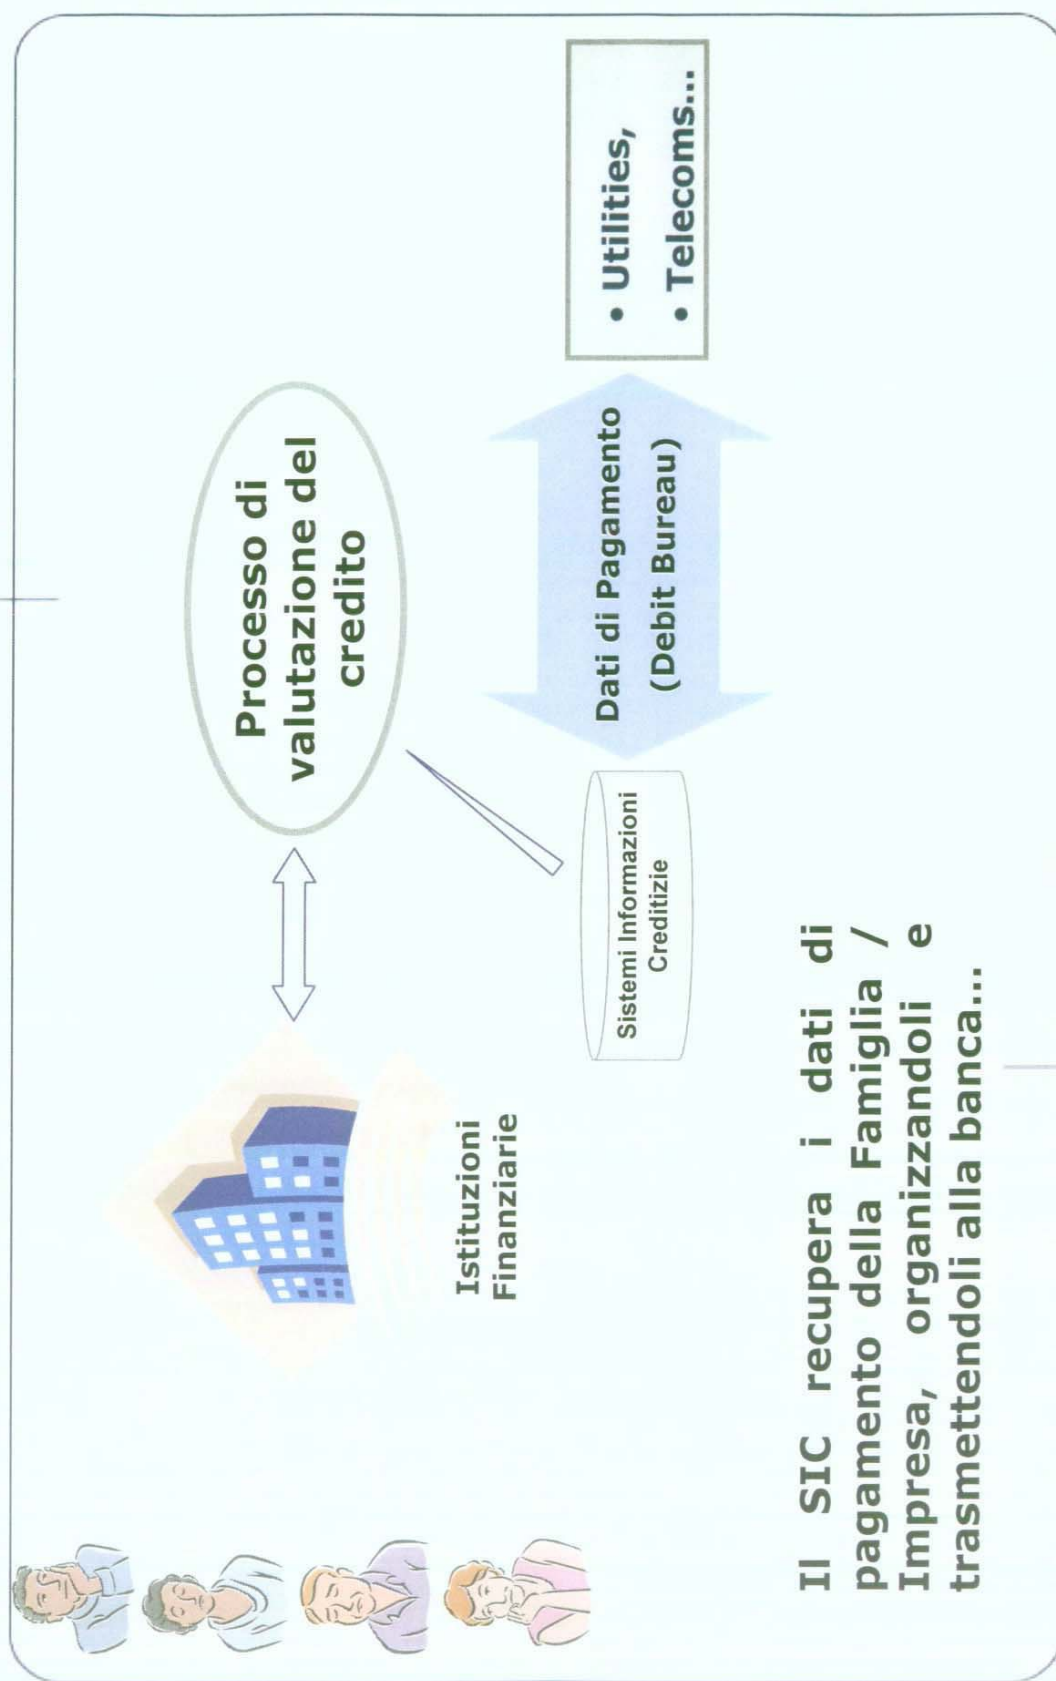 Processo di
valutazione del
credito
Istituzioni
Finanziarie
Sistemi Informazioni
Creditizie
Dati di Pagamento
(Debit Bureau)
• Utilities,
• Telecoms...
Il SIC recupera i dati di
pagamento della Famiglia /
Impresa, organizzandoli e
trasmettendoli alla banca...